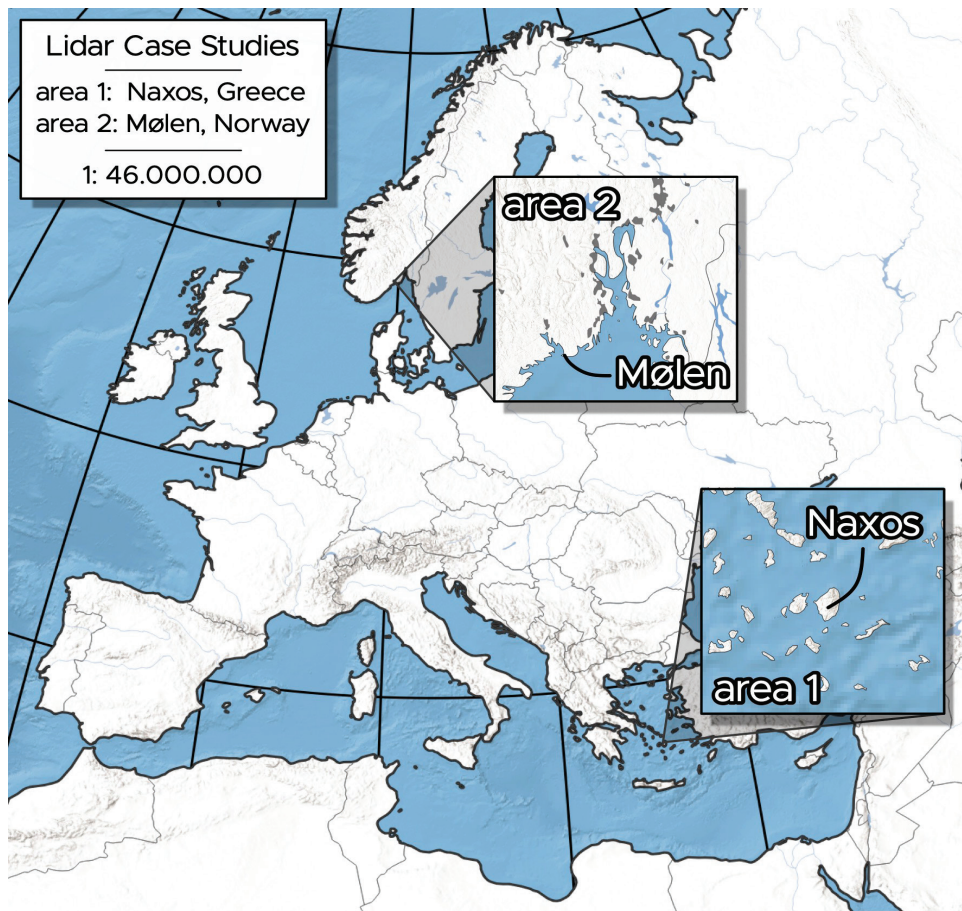 Lidar Case Studies
area 1: Naxos, Greece
area 2: Mølen, Norway
1: 46.000.000
area 2
Mølen
Naxos
area 1